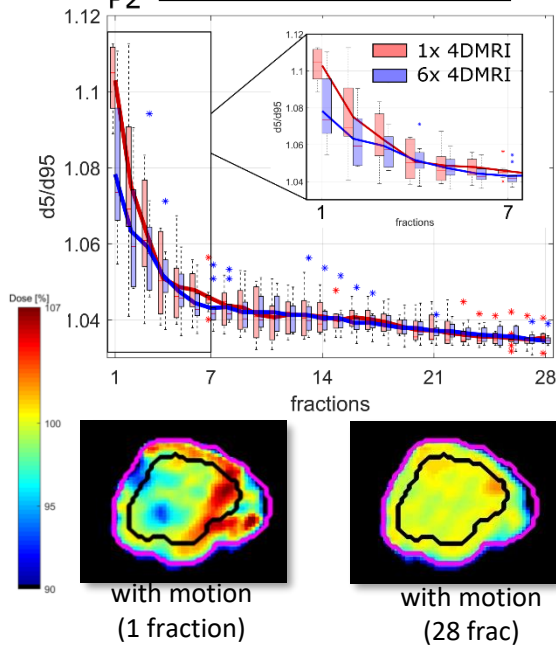 P2
1.12
1.1
1.08
1.06
1.04
d5/d95
1
7
14
21
28
fractions
1.12
1.1
1.08
1.06
1.04
d5/d95
1
7
fractions
1x 4DMRI
6x 4DMRI
Dose [%]
107
100
95
90
with motion
(1 fraction)
with motion
(28 frac)